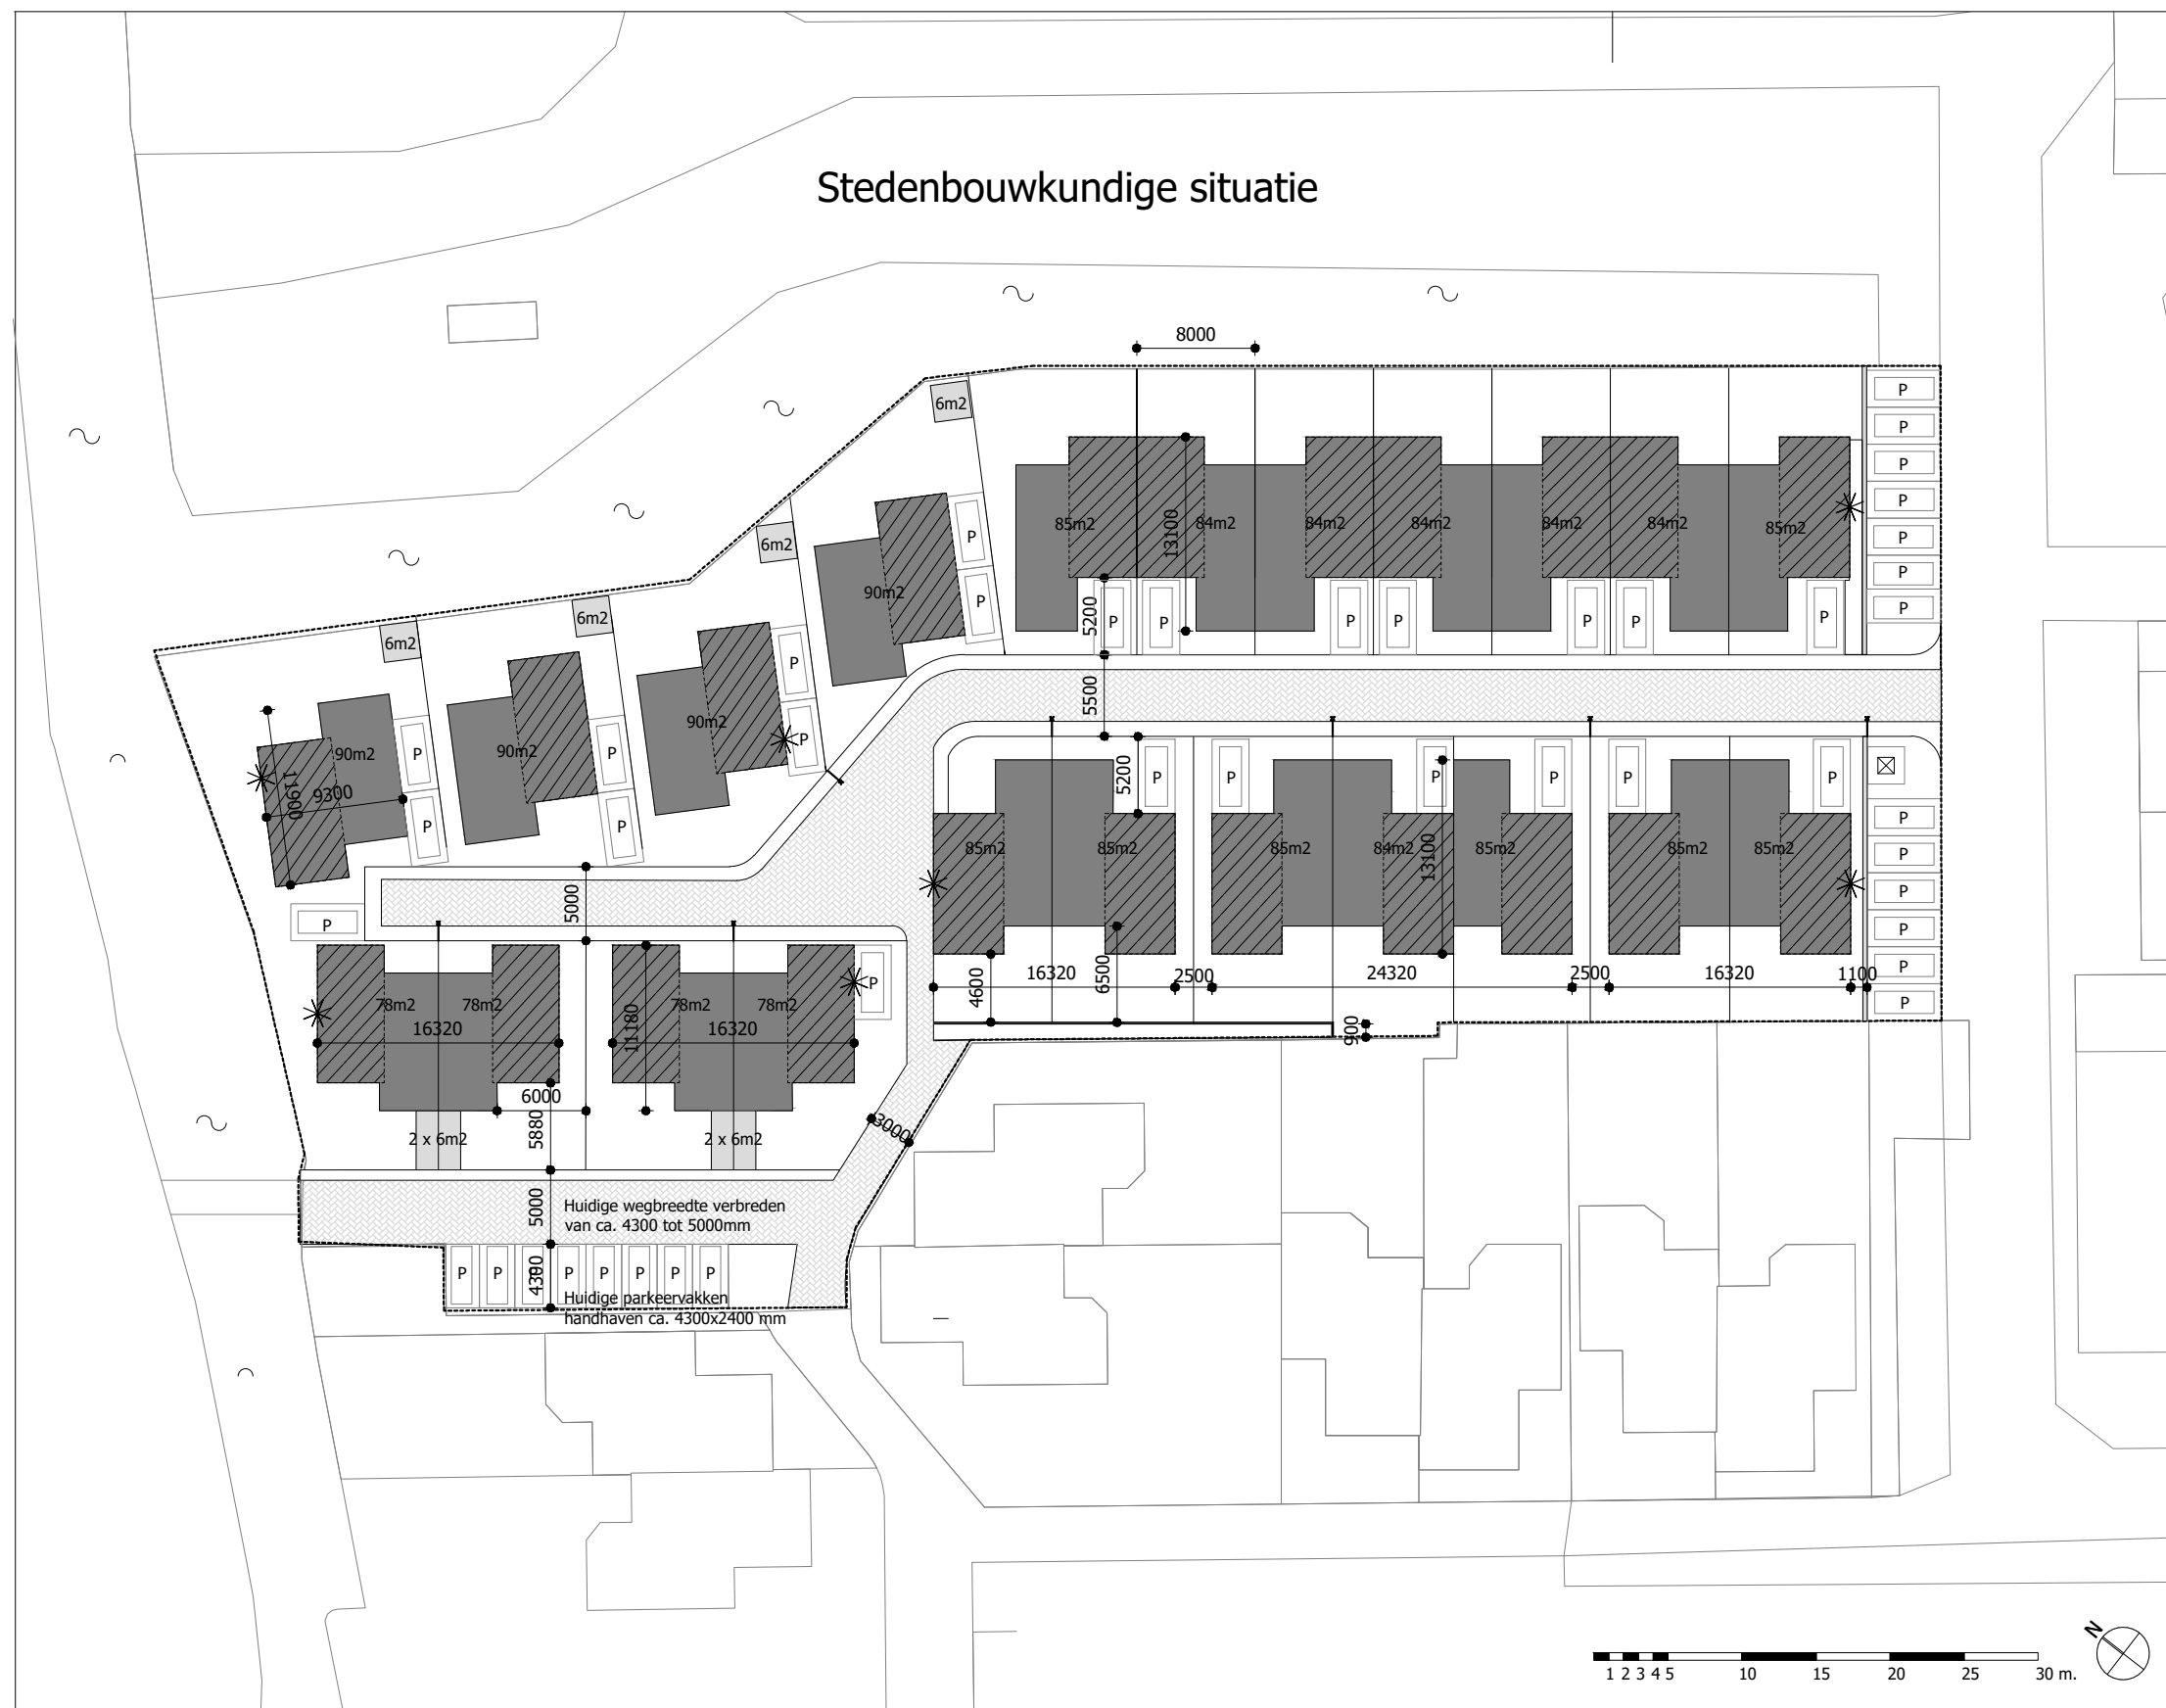 Stedenbouwkundige situatie
8000
P
6m2
P
P
P
85m2
84m2
13100
84m2
84m2
84m2
84m2
85m2
P
6m2
P
P
90m2
P
P
5200
P
P
P
P
P
P
P
P
6m2
6m2
P
5500
90m2
P
90m2
P
90m2
P
11900
9300
P
P
5200
P
P
P
P
P
P
P
P
P
85m2
85m2
85m2
84m2
13100
85m2
85m2
85m2
P
P
5000
P
P
P
P
4600
16320
6500
2500
24320
2500
16320
1100
P
78m2
78m2
16320
11180
78m2
78m2
16320
900
6000
5880
3000
2 x 6m2
2 x 6m2
5000
Huidige wegbreedte verbreden
van ca. 4300 tot 5000mm
P
P
P
4300
P
P
P
P
P
Huidige parkeervakken
handhaven ca. 4300x2400 mm
N
1 2 3 4 5 10 15 20 25 30 m.